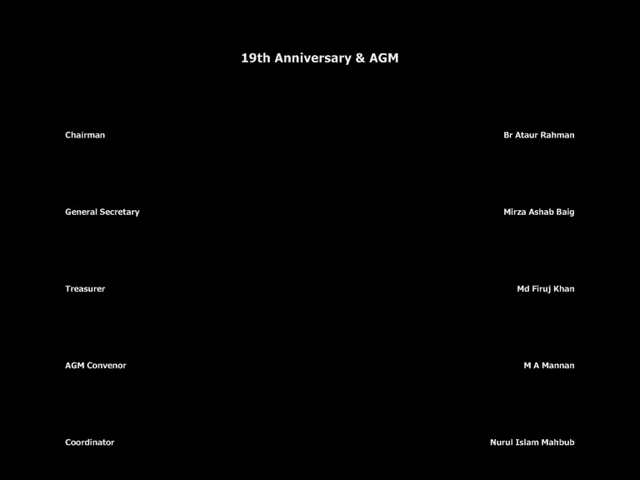 19th Anniversary & AGM
Chairman Br Ataur Rahman
General Secretary Mirza Ashab Baig
Treasurer Md Firuj Khan
AGM Convenor M A Mannan
Coordinator Nurul Islam Mahbub